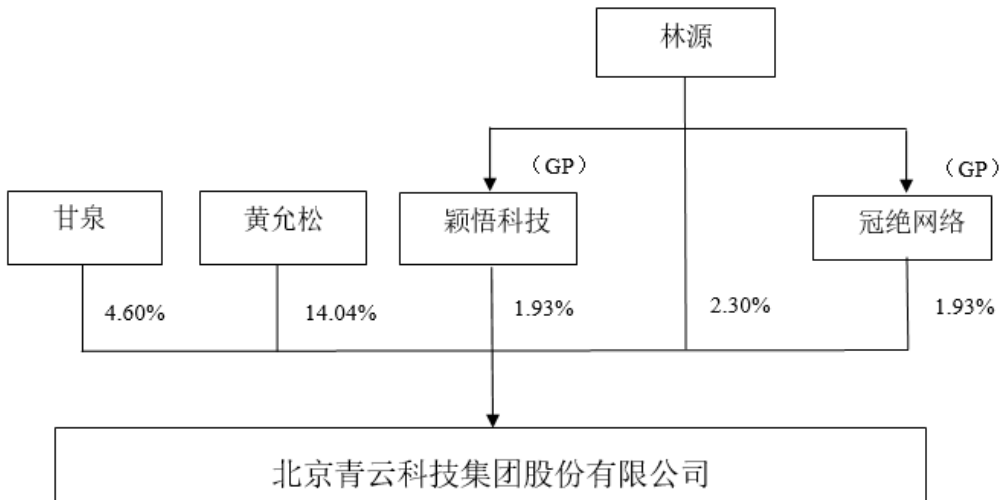 林源
（GP）
（GP）
甘泉
黄允松
颖悟科技
冠绝网络
4.60%
14.04%
1.93%
2.30%
1.93%
北京青云科技集团股份有限公司